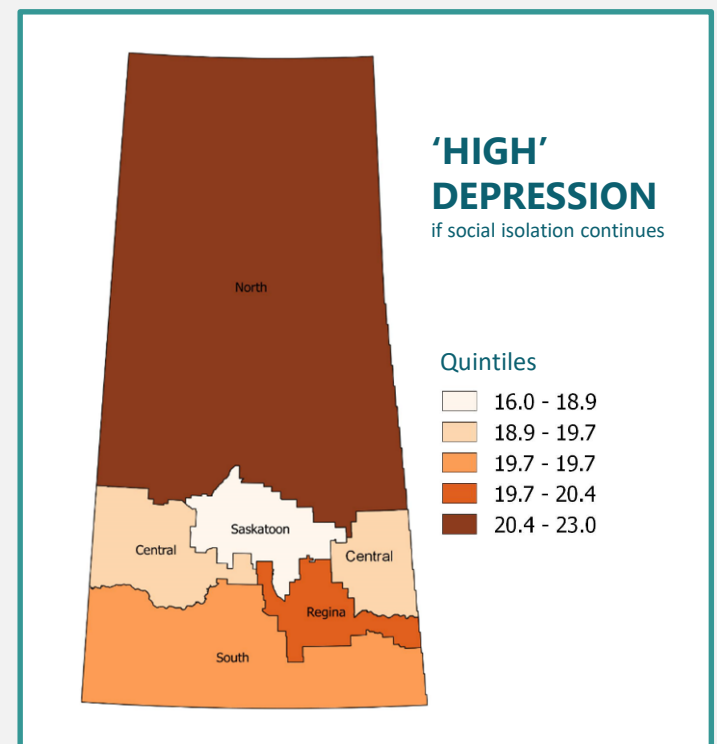 ‘HIGH’
DEPRESSION
if social isolation continues
North
Quintiles
16.0 - 18.9
18.9 - 19.7
19.7 - 19.7
19.7 - 20.4
20.4 - 23.0
Saskatoon
Central
Central
Regina
South